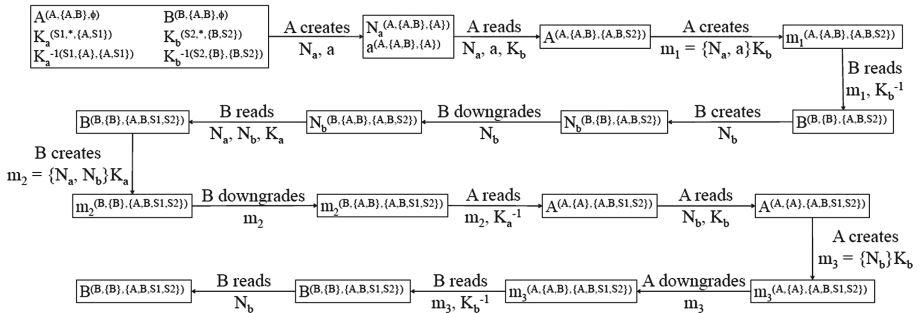 A(A,{A,B},ϕ) B(B,{A,B},ϕ)
Ka(S1,*,{A,S1}) Kb(S2,*,{B,S2})
Ka-1(S1,{A},{A,S1}) Kb-1(S2,{B},{B,S2})
A creates
Na, a
Na(A,{A,B},{A})
a(A,{A,B},{A})
A reads
Na, a, Kb
A(A,{A,B},{A,B,S2})
A creates
m1 = {Na, a}Kb
m1(A,{A,B},{A,B,S2})
B reads
m1, Kb-1
B(B,{B},{A,B,S2})
B creates
Nb
Nb(B,{B},{A,B,S2})
B downgrades
Nb
Nb(B,{A,B},{A,B,S2})
B reads
Na, Nb, Ka
B(B,{B},{A,B,S1,S2})
B creates
m2 = {Na, Nb}Ka
m2(B,{B},{A,B,S1,S2})
B downgrades
m2
m2(B,{A,B},{A,B,S1,S2})
A reads
m2, Ka-1
A(A,{A},{A,B,S1,S2})
A reads
Nb, Kb
A(A,{A},{A,B,S1,S2})
A creates
m3 = {Nb}Kb
m3(A,{A},{A,B,S1,S2})
A downgrades
m3
m3(A,{A,B},{A,B,S1,S2})
B reads
m3, Kb-1
B(B,{B},{A,B,S1,S2})
B reads
Nb
B(B,{B},{A,B,S1,S2})